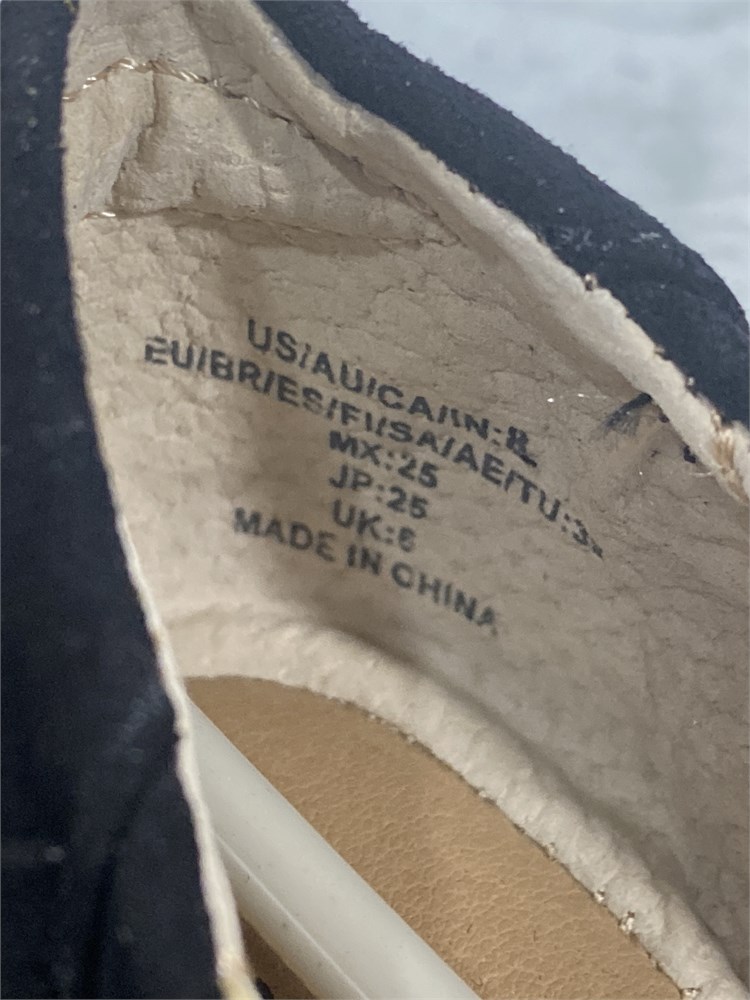 US/AU/CA/IN:8
EU/BR/ES/FI/SA/AE/TU:
MX:25
JP:25
UK:6
MADE IN CHINA